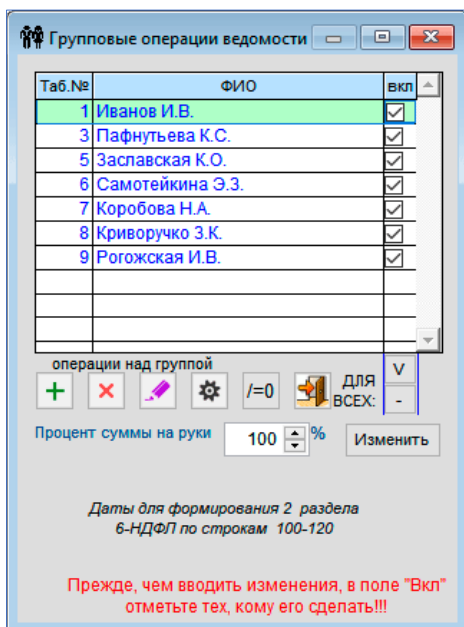 Групповые операции ведомости
Таб.№ ФИО вкл
1 Иванов И.В.
3 Пафнутьева К.С.
5 Заславская К.О.
6 Самотейкина Э.З.
7 Коробова Н.А.
8 Криворучко З.К.
9 Рогожская И.В.
операции над группой
/=0 ДЛЯ ВСЕХ: V -
Процент суммы на руки 100 % Изменить
Даты для формирования 2 раздела
6-НДФЛ по строкам 100-120
Прежде, чем вводить изменения, в поле "Вкл"
отметьте тех, кому его сделать!!!